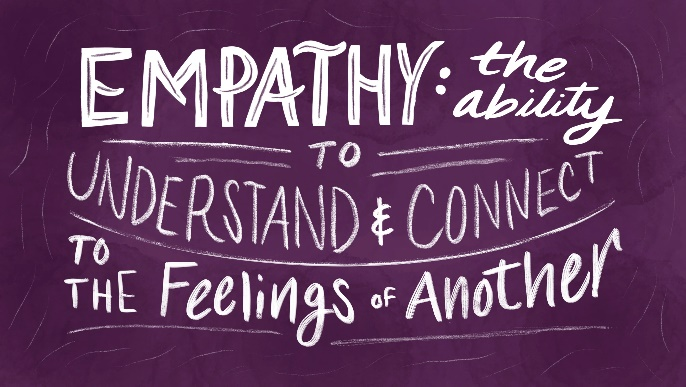 EMPATHY: the ability
TO
UNDERSTAND & CONNECT
TO THE Feelings of Another